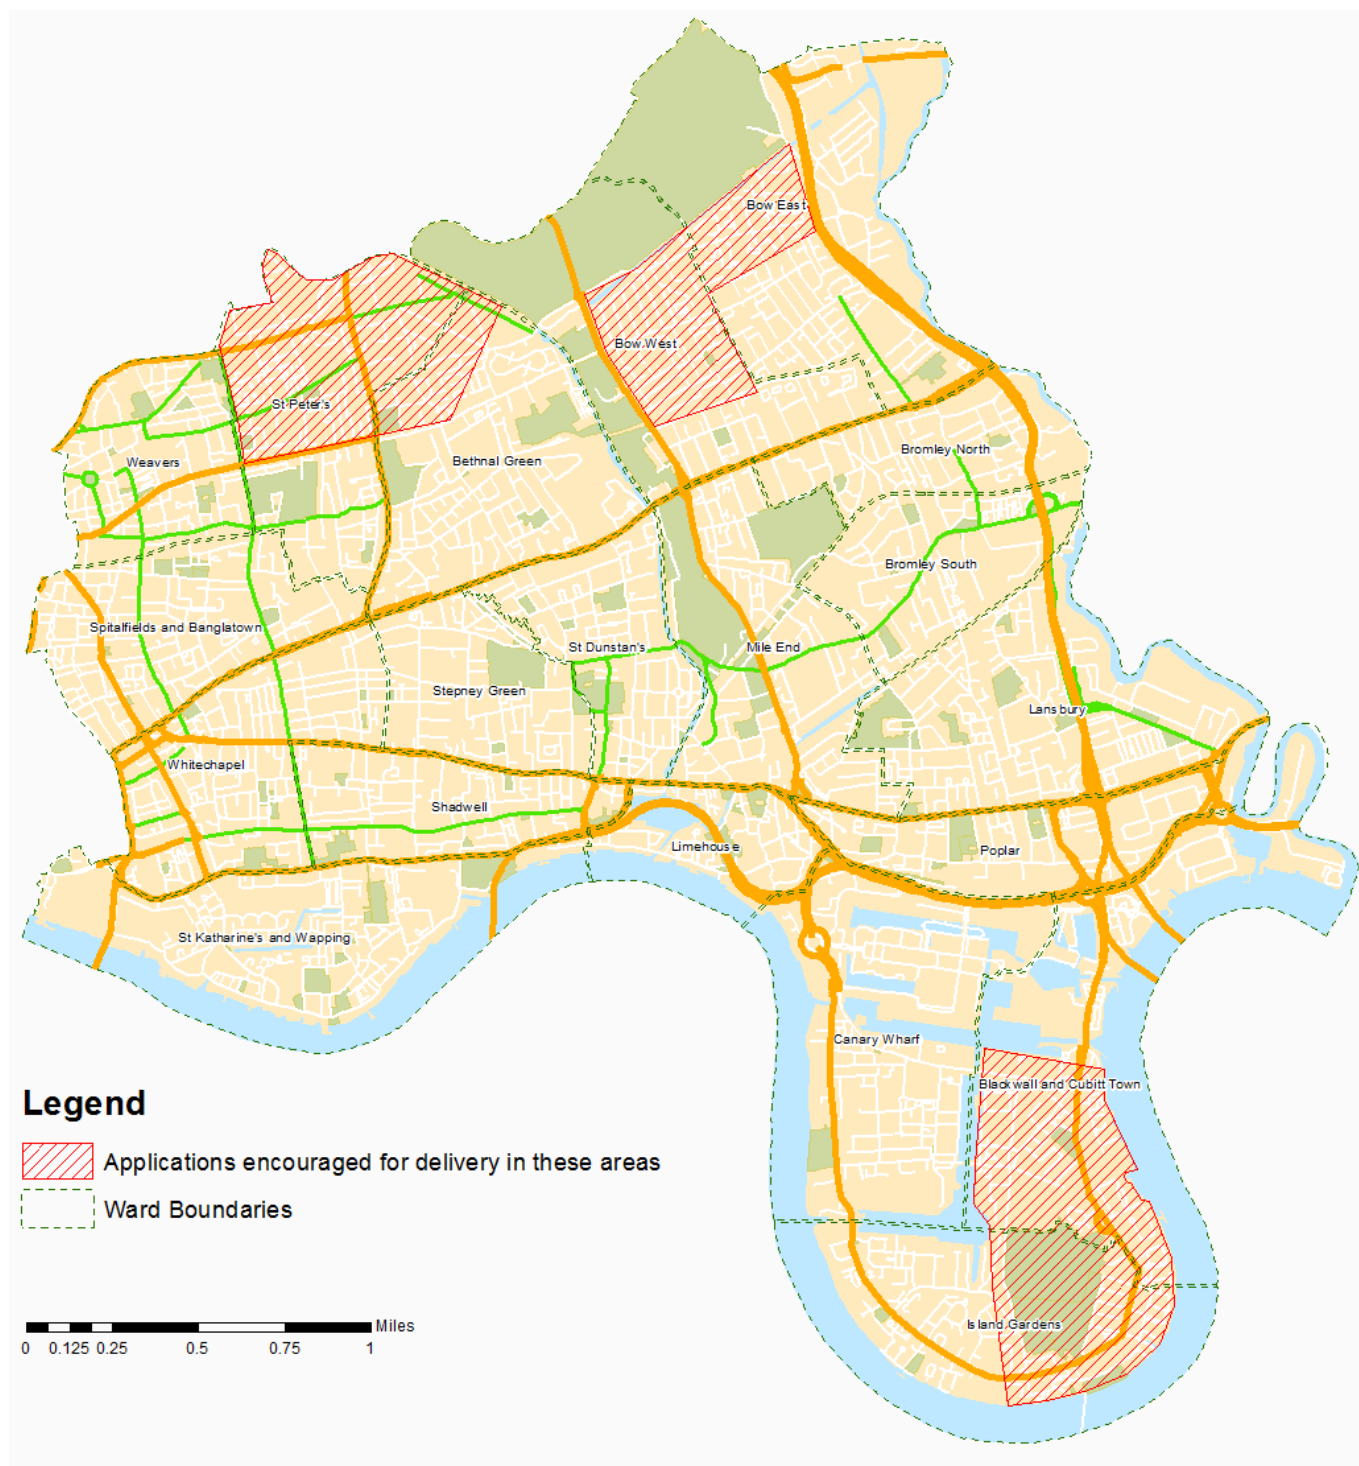 Bow East
Bow West
St Peter's
Weavers
Bethnal Green
Bromley North
Bromley South
Spitalfields and Banglatown
St Dunstan's
Mile End
Stepney Green
Lansbury
Whitechapel
Shadwell
Limehouse
Poplar
St Katharine's and Wapping
Canary Wharf
Blackwall and Cubitt Town
Island Gardens
Legend
Applications encouraged for delivery in these areas
Ward Boundaries
Miles
0 0.125 0.25 0.5 0.75 1